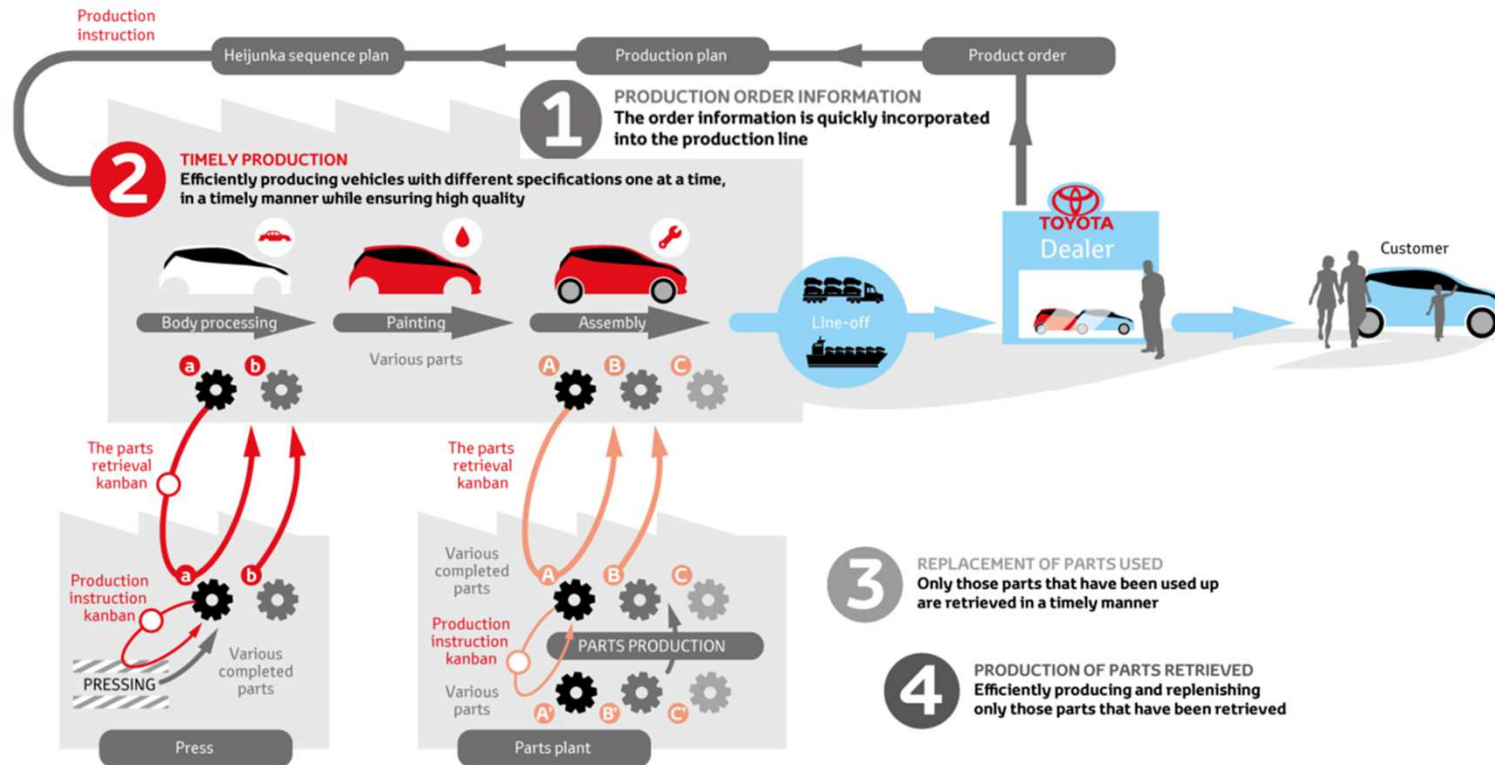 Production
instruction
Heijunka sequence plan
Production plan
Product order
1
PRODUCTION ORDER INFORMATION
The order information is quickly incorporated
into the production line
2
TIMELY PRODUCTION
Efficiently producing vehicles with different specifications one at a time,
in a timely manner while ensuring high quality
TOYOTA
Dealer
Customer
Body processing
Painting
Assembly
Line-off
Various parts
a
b
A
B
C
The parts
retrieval
kanban
The parts
retrieval
kanban
a
b
Production
instruction
kanban
PRESSING
Various
completed
parts
Press
Various
completed
parts
A
B
C
Production
instruction
kanban
PARTS PRODUCTION
Various
parts
A'
B'
C'
Parts plant
3
REPLACEMENT OF PARTS USED
Only those parts that have been used up
are retrieved in a timely manner
4
PRODUCTION OF PARTS RETRIEVED
Efficiently producing and replenishing
only those parts that have been retrieved